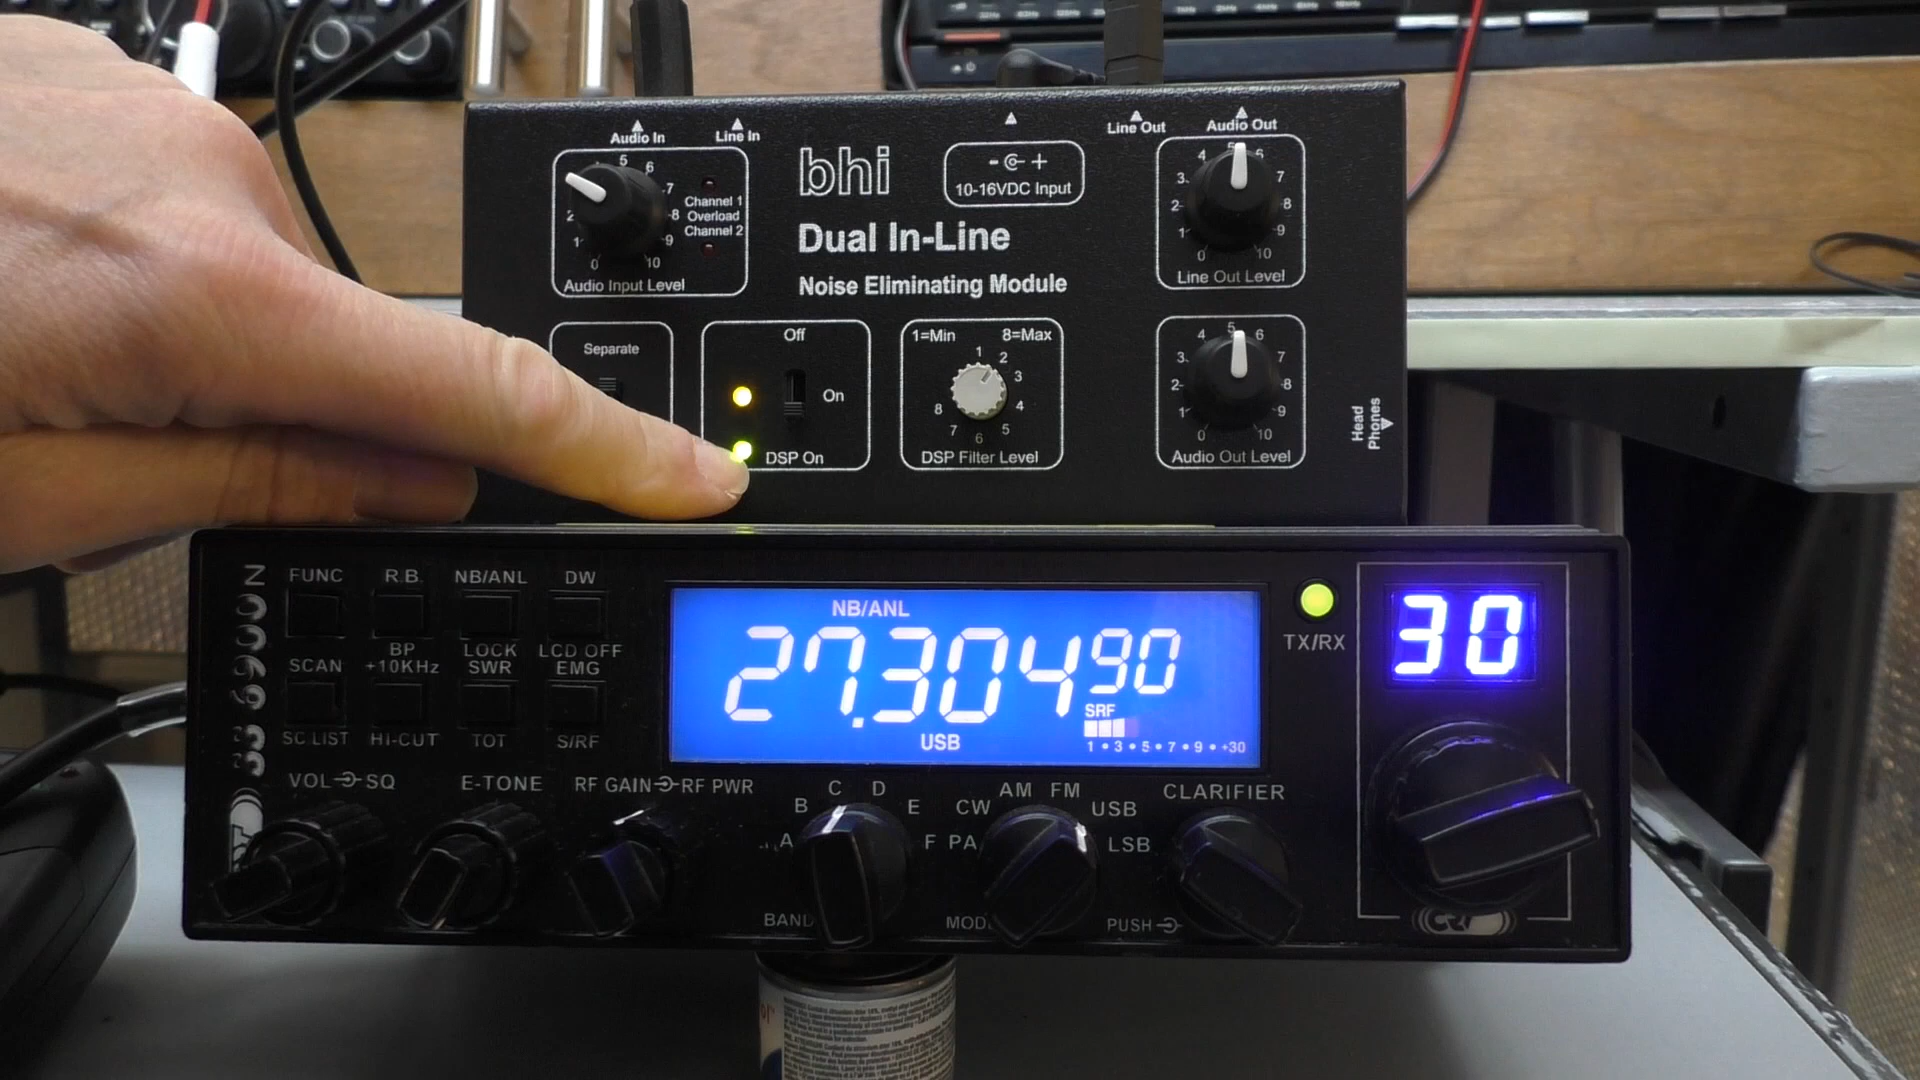 Audio In
Line In
Line Out
Audio Out
5
6
7
8
9
10
2
1
0
Channel 1
Overload
Channel 2
Audio Input Level
bhi
Dual In-Line
Noise Eliminating Module
- +
10-16VDC Input
4
5
6
3
7
2
8
1
9
0
10
Line Out Level
Separate
Off
On
DSP On
1=Min
8=Max
1
2
3
4
5
6
7
8
DSP Filter Level
4
5
6
3
7
2
8
1
9
0
10
Audio Out Level
Head
Phones
SS 6900 N
FUNC
R.B.
NB/ANL
DW
SCAN
BP
+10KHz
LOCK
SWR
LCD OFF
EMG
SC.LIST
HI-CUT
TOT
S/RF
NB/ANL
27.304 90
SRF
USB
1 • 3 • 5 • 7 • 9 • +30
TX/RX
30
VOL SQ
E-TONE
RF GAIN RF PWR
A
B
C
D
E
F
BAND
PA
CW
AM
FM
USB
LSB
CLARIFIER
PUSH